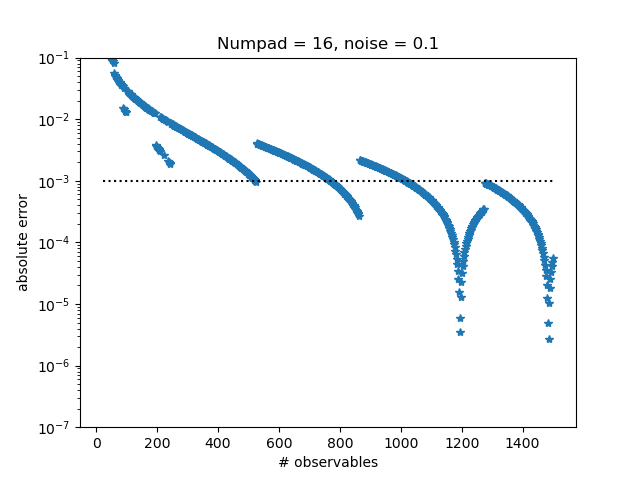 Numpad = 16, noise = 0.1
absolute error
10⁻¹
10⁻²
10⁻³
10⁻⁴
10⁻⁵
10⁻⁶
10⁻⁷
0 200 400 600 800 1000 1200 1400
# observables